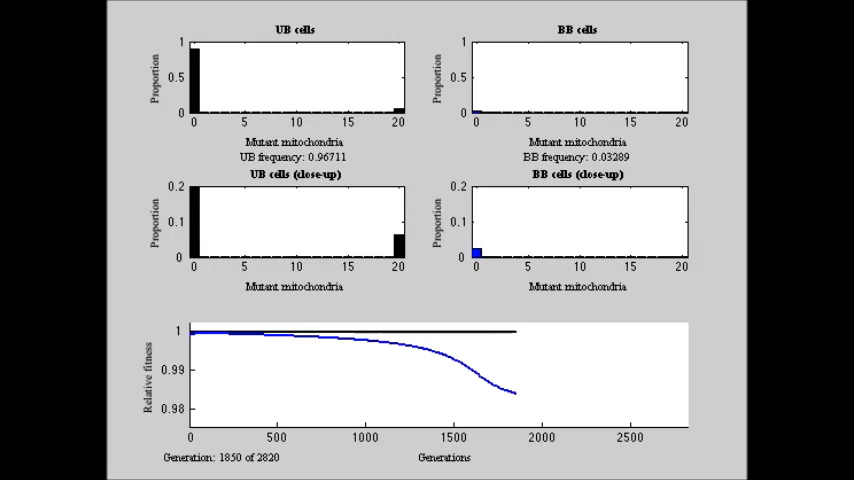 UB cells
BB cells
1
0.5
0
Proportion
0 5 10 15 20
Mutant mitochondria
UB frequency: 0.96711
1
0.5
0
Proportion
0 5 10 15 20
Mutant mitochondria
BB frequency: 0.03289
UB cells (close-up)
BB cells (close-up)
0.2
0.1
0
Proportion
0 5 10 15 20
Mutant mitochondria
0.2
0.1
0
Proportion
0 5 10 15 20
Mutant mitochondria
1
0.99
0.98
Relative fitness
0 500 1000 1500 2000 2500
Generation: 1850 of 2820
Generations